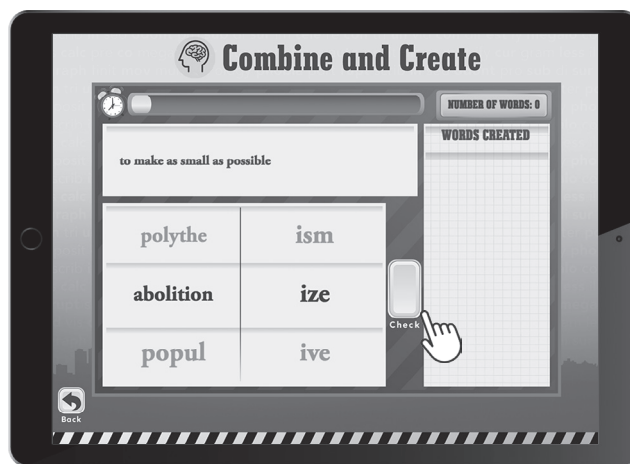 Combine and Create
NUMBER OF WORDS: 0
WORDS CREATED
to make as small as possible
polythe ism
abolition ize
popul ive
Check
Back